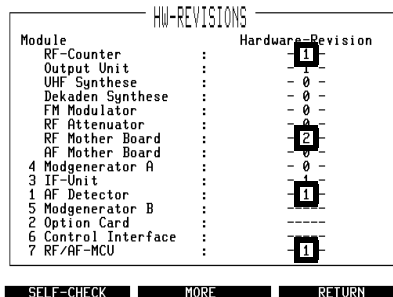 HW-REVISIONS
Module Hardware-Revision
RF-Counter : - 1 -
Output Unit : - 1 -
UHF Synthese : - 0 -
Dekaden Synthese : - 0 -
FM Modulator : - 0 -
RF Attenuator : - 0 -
RF Mother Board : - 2 -
AF Mother Board : - 0 -
4 Modgenerator A : - 0 -
3 IF-Unit : - 1 -
1 AF Detector : - 1 -
5 Modgenerator B : -----
2 Option Card : -----
6 Control Interface : -----
7 RF/AF-MCU : - 1 -
SELF-CHECK MORE RETURN